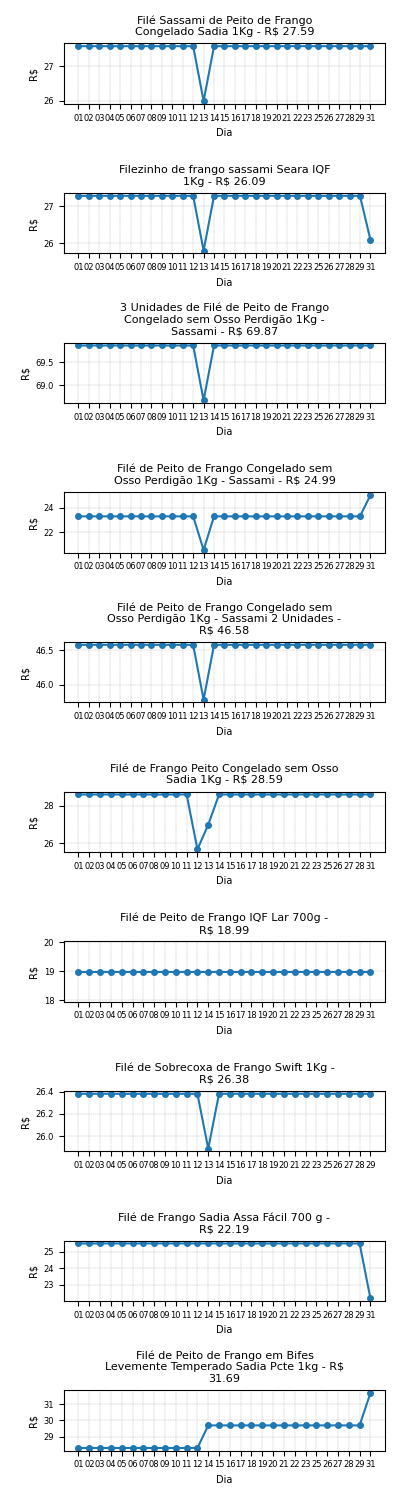 Filé Sassami de Peito de Frango
Congelado Sadia 1Kg - R$ 27.59
R$
27
26
01 02 03 04 05 06 07 08 09 10 11 12 13 14 15 16 17 18 19 20 21 22 23 25 26 27 28 29 31
Dia
Filezinho de frango sassami Seara IQF
1Kg - R$ 26.09
R$
27
26
01 02 03 04 05 06 07 08 09 10 11 12 13 14 15 16 17 18 19 20 21 22 23 25 26 27 28 29 31
Dia
3 Unidades de Filé de Peito de Frango
Congelado sem Osso Perdigão 1Kg -
Sassami - R$ 69.87
R$
69.5
69.0
01 02 03 04 05 06 07 08 09 10 11 12 13 14 15 16 17 18 19 20 21 22 23 25 26 27 28 29 31
Dia
Filé de Peito de Frango Congelado sem
Osso Perdigão 1Kg - Sassami - R$ 24.99
R$
24
22
01 02 03 04 05 06 07 08 09 10 11 12 13 14 15 16 17 18 19 20 21 22 23 25 26 27 28 29 31
Dia
Filé de Peito de Frango Congelado sem
Osso Perdigão 1Kg - Sassami 2 Unidades -
R$ 46.58
R$
46.5
46.0
01 02 03 04 05 06 07 08 09 10 11 12 13 14 15 16 17 18 19 20 21 22 23 25 26 27 28 29 31
Dia
Filé de Frango Peito Congelado sem Osso
Sadia 1Kg - R$ 28.59
R$
28
26
01 02 03 04 05 06 07 08 09 10 11 12 13 14 15 16 17 18 19 20 21 22 23 25 26 27 28 29 31
Dia
Filé de Peito de Frango IQF Lar 700g -
R$ 18.99
R$
20
19
18
01 02 03 04 05 06 07 08 09 10 11 12 13 14 15 16 17 18 19 20 21 22 23 25 26 27 28 29 31
Dia
Filé de Sobrecoxa de Frango Swift 1Kg -
R$ 26.38
R$
26.4
26.2
26.0
01 02 03 04 05 06 07 08 09 10 11 12 13 14 15 16 17 18 19 20 21 22 23 25 26 27 28 29
Dia
Filé de Frango Sadia Assa Fácil 700 g -
R$ 22.19
R$
25
24
23
01 02 03 04 05 06 07 08 09 10 11 12 13 14 15 16 17 18 19 20 21 22 23 25 26 27 28 29 31
Dia
Filé de Peito de Frango em Bifes
Levemente Temperado Sadia Pcte 1kg - R$
31.69
R$
31
30
29
01 02 03 04 05 06 07 08 09 10 11 12 13 14 15 16 17 18 19 20 21 22 23 25 26 27 28 29 31
Dia